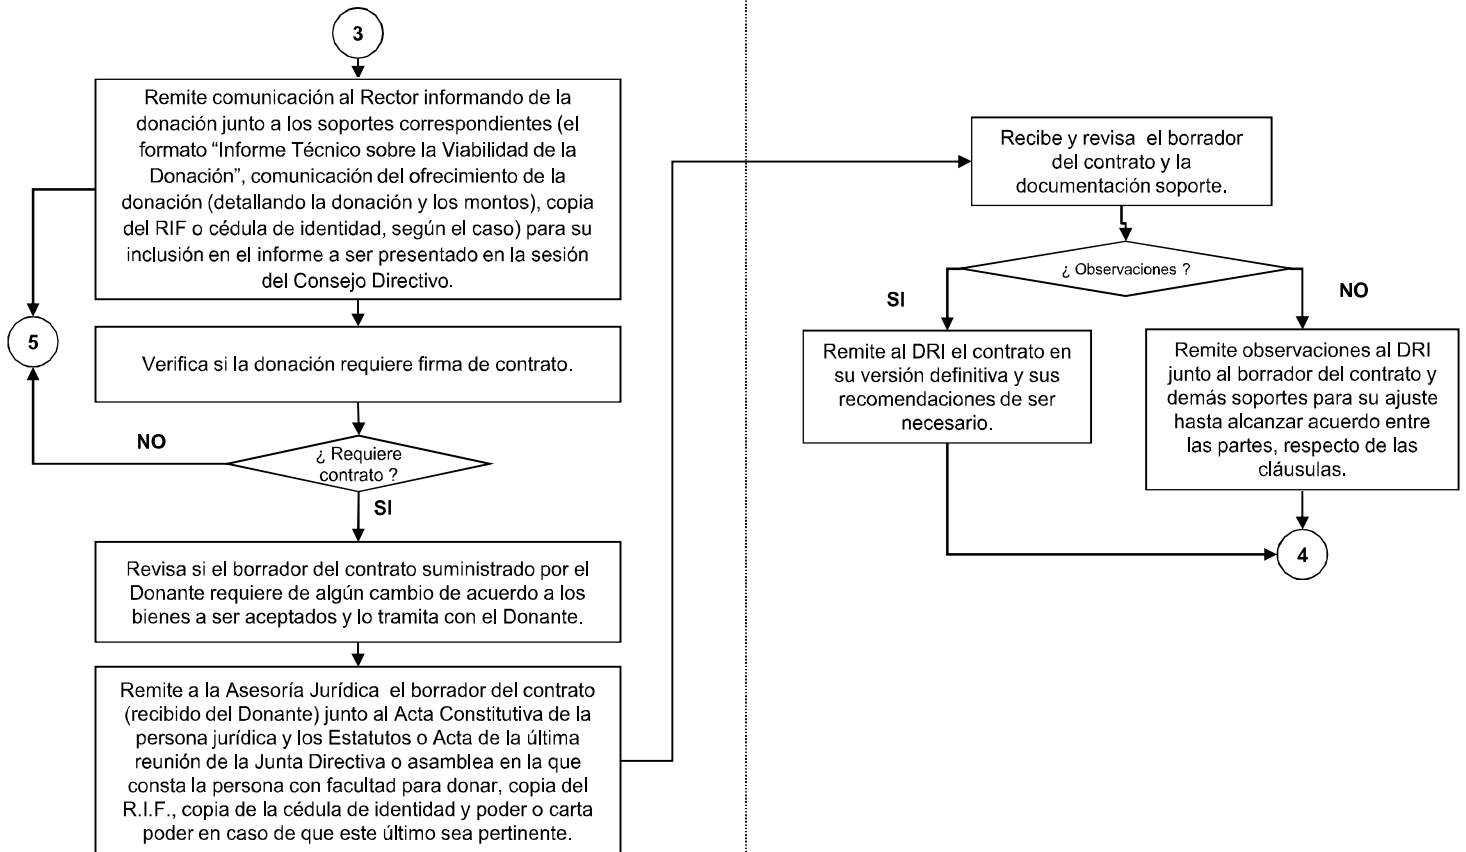 3
Remite comunicación al Rector informando de la
donación junto a los soportes correspondientes (el
formato “Informe Técnico sobre la Viabilidad de la
Donación”, comunicación del ofrecimiento de la
donación (detallando la donación y los montos), copia
del RIF o cédula de identidad, según el caso) para su
inclusión en el informe a ser presentado en la sesión
del Consejo Directivo.
5
Verifica si la donación requiere firma de contrato.
NO
¿ Requiere
contrato ?
SI
Revisa si el borrador del contrato suministrado por el
Donante requiere de algún cambio de acuerdo a los
bienes a ser aceptados y lo tramita con el Donante.
Remite a la Asesoría Jurídica  el borrador del contrato
(recibido del Donante) junto al Acta Constitutiva de la
persona jurídica y los Estatutos o Acta de la última
reunión de la Junta Directiva o asamblea en la que
consta la persona con facultad para donar, copia del
R.I.F., copia de la cédula de identidad y poder o carta
poder en caso de que este último sea pertinente.
Recibe y revisa  el borrador
del contrato y la
documentación soporte.
¿ Observaciones ?
SI
NO
Remite al DRI el contrato en
su versión definitiva y sus
recomendaciones de ser
necesario.
Remite observaciones al DRI
junto al borrador del contrato y
demás soportes para su ajuste
hasta alcanzar acuerdo entre
las partes, respecto de las
cláusulas.
4